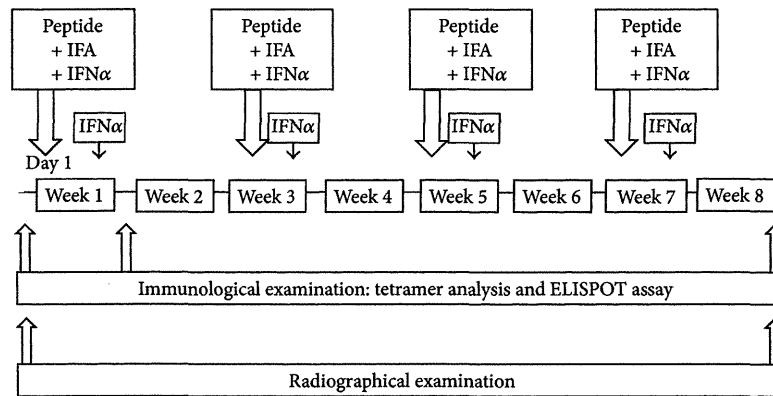 Peptide
+ IFA
+ IFNα
Peptide
+ IFA
+ IFNα
Peptide
+ IFA
+ IFNα
Peptide
+ IFA
+ IFNα
IFNα
IFNα
IFNα
IFNα
Day 1
Week 1
Week 2
Week 3
Week 4
Week 5
Week 6
Week 7
Week 8
Immunological examination: tetramer analysis and ELISPOT assay
Radiographical examination